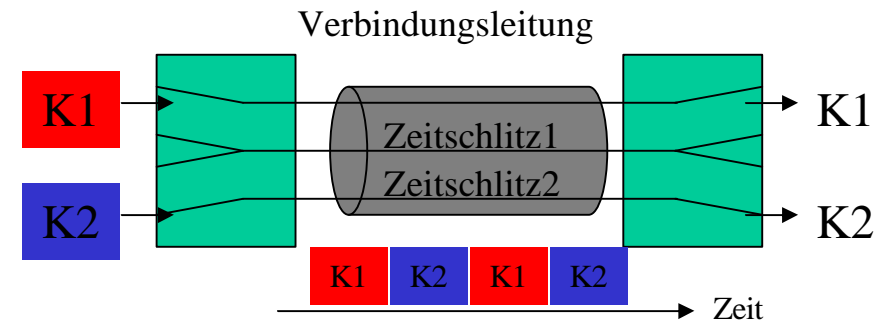 Verbindungsleitung
K1
K1
Zeitschlitz1
Zeitschlitz2
K2
K2
K1 K2 K1 K2
Zeit